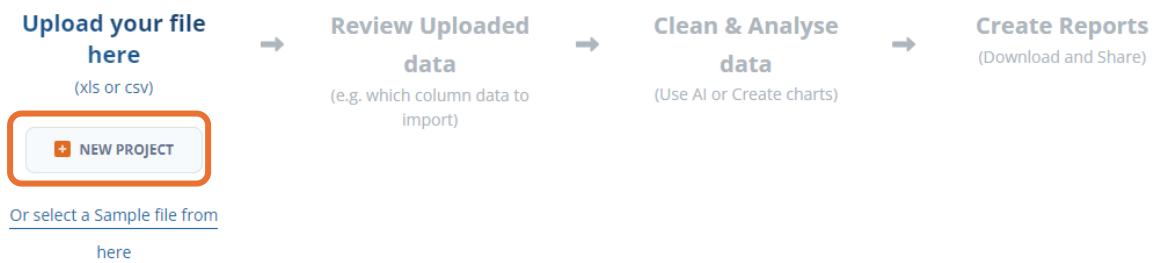 Upload your file
here
(xls or csv)
NEW PROJECT
Or select a Sample file from
here
Review Uploaded
data
(e.g. which column data to
import)
Clean & Analyse
data
(Use AI or Create charts)
Create Reports
(Download and Share)